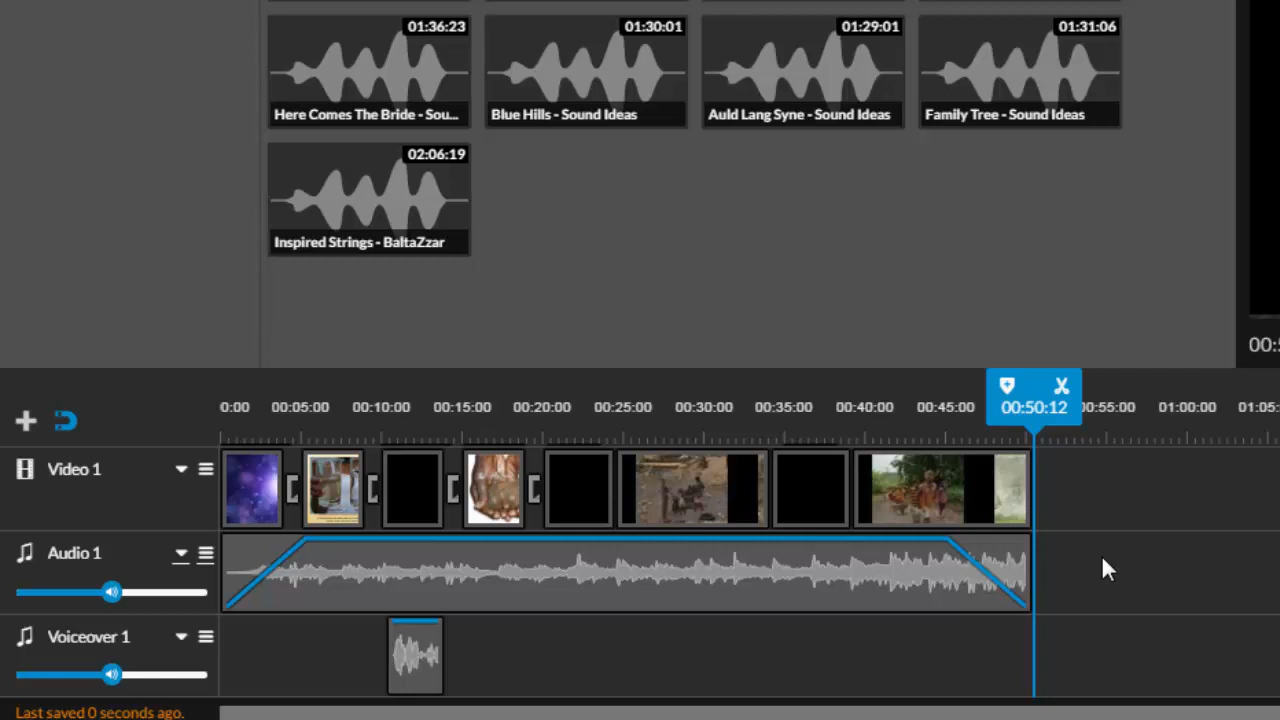 01:36:23
01:30:01
01:29:01
01:31:06
Here Comes The Bride - Sou...
Blue Hills - Sound Ideas
Auld Lang Syne - Sound Ideas
Family Tree - Sound Ideas
02:06:19
Inspired Strings - BaltaZzar
00:
0:00
00:05:00
00:10:00
00:15:00
00:20:00
00:25:00
00:30:00
00:35:00
00:40:00
00:45:00
00:50:12
:55:00
01:00:00
01:05:
Video 1
Audio 1
Voiceover 1
Last saved 0 seconds ago.